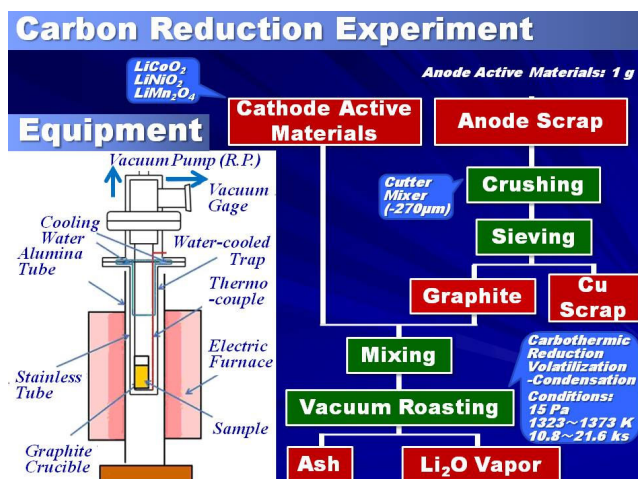 Carbon Reduction Experiment
LiCoO₂
LiNiO₂
LiMn₂O₄
Anode Active Materials: 1 g
Cathode Active
Materials
Anode Scrap
Equipment
Vacuum Pump (R.P.)
Vacuum
Gage
Cutter
Mixer
(-270μm)
Crushing
Cooling
Water
Alumina
Tube
Water-cooled
Trap
Sieving
Thermo
-couple
Graphite
Cu
Scrap
Electric
Furnace
Mixing
Carbothermic
Reduction
Volatilization
-Condensation
Conditions:
15 Pa
1323~1373 K
10.8~21.6 ks
Stainless
Tube
Vacuum Roasting
Sample
Graphite
Crucible
Ash
Li₂O Vapor